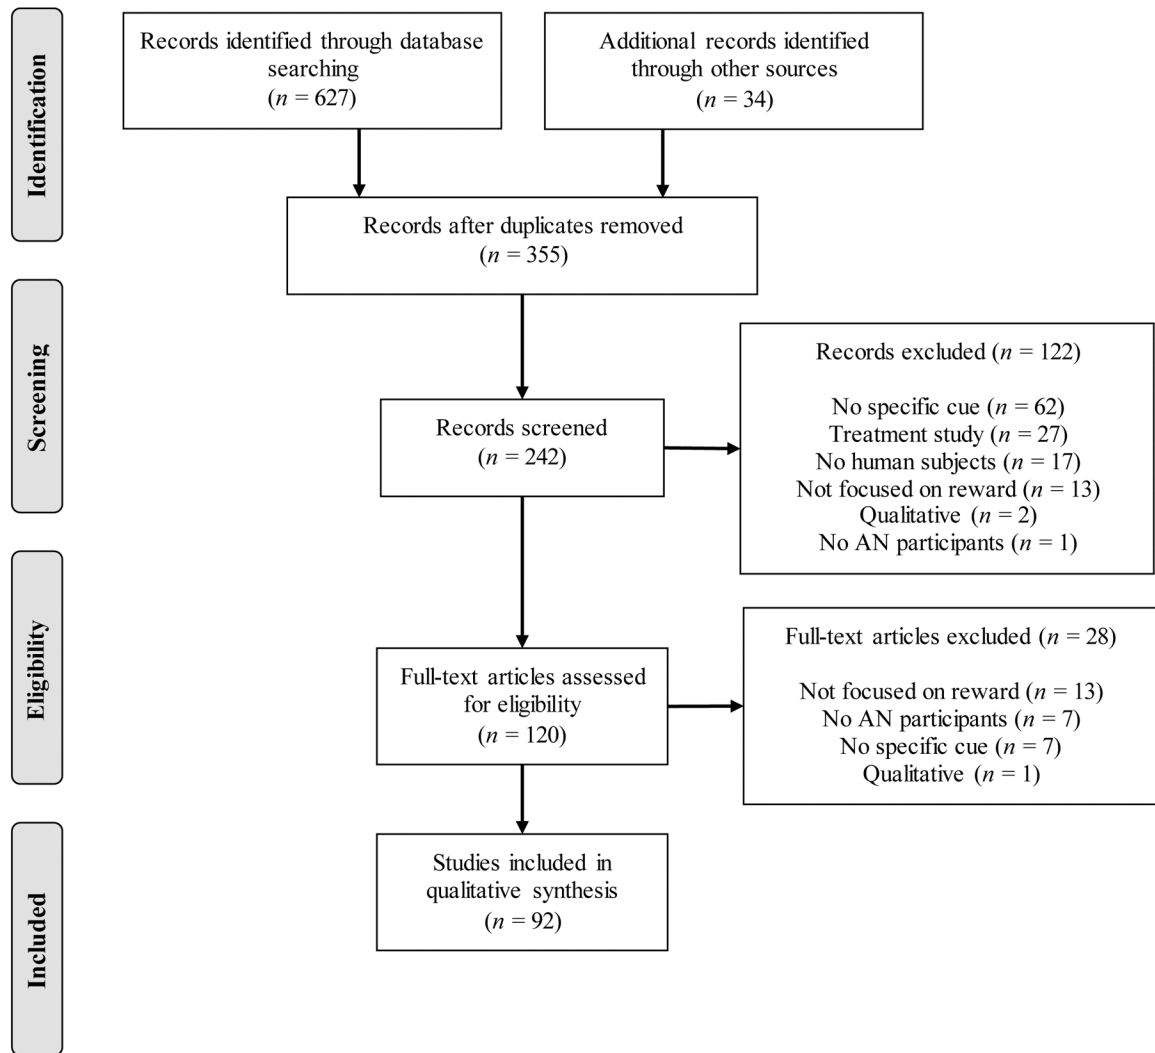 Identification
Records identified through database
searching
(n = 627)
Additional records identified
through other sources
(n = 34)
Records after duplicates removed
(n = 355)
Screening
Records screened
(n = 242)
Records excluded (n = 122)
No specific cue (n = 62)
Treatment study (n = 27)
No human subjects (n = 17)
Not focused on reward (n = 13)
Qualitative (n = 2)
No AN participants (n = 1)
Eligibility
Full-text articles assessed
for eligibility
(n = 120)
Full-text articles excluded (n = 28)
Not focused on reward (n = 13)
No AN participants (n = 7)
No specific cue (n = 7)
Qualitative (n = 1)
Included
Studies included in
qualitative synthesis
(n = 92)